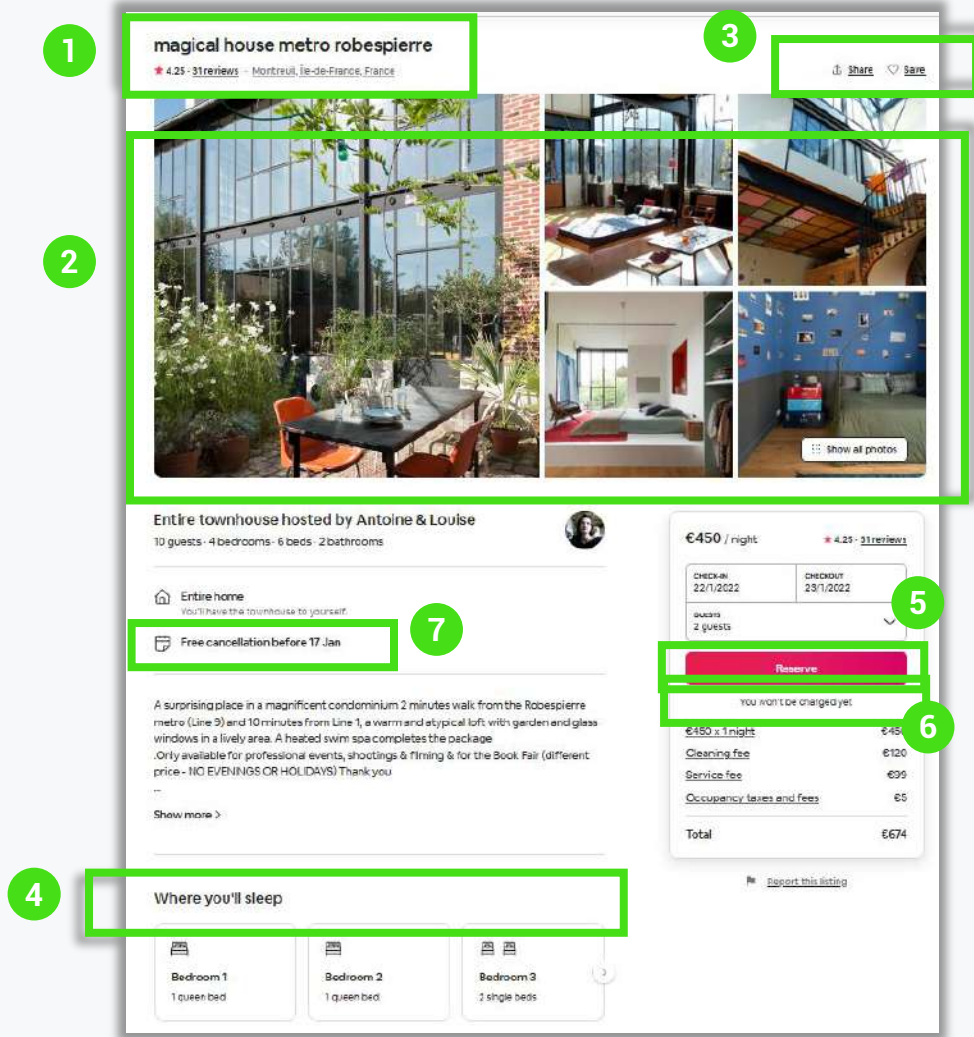 1
magical house metro robespierre
★ 4.25 · 31 reviews · Montreuil, Île-de-France, France
3
Share Save
2
Show all photos
Entire townhouse hosted by Antoine & Louise
10 guests · 4 bedrooms · 6 beds · 2 bathrooms
€450 / night ★ 4.25 · 31 reviews
CHECK-IN CHECKOUT
22/1/2022 23/1/2022
5
GUESTS
2 guests
Entire home
You'll have the townhouse to yourself.
7
Free cancellation before 17 Jan
Reserve
You won't be charged yet
6
A surprising place in a magnificent condominium 2 minutes walk from the Robespierre
metro (Line 9) and 10 minutes from Line 1, a warm and atypical loft with garden and glass
windows in a lively area. A heated swim spa completes the package
.Only available for professional events, shootings & filming & for the Book Fair (different
price - NO EVENINGS OR HOLIDAYS) Thank you
...
Show more >
€450 x 1 night €450
Cleaning fee €120
Service fee €99
Occupancy taxes and fees €5
Total €674
Report this listing
4
Where you'll sleep
Bedroom 1
1 queen bed
Bedroom 2
1 queen bed
Bedroom 3
2 single beds